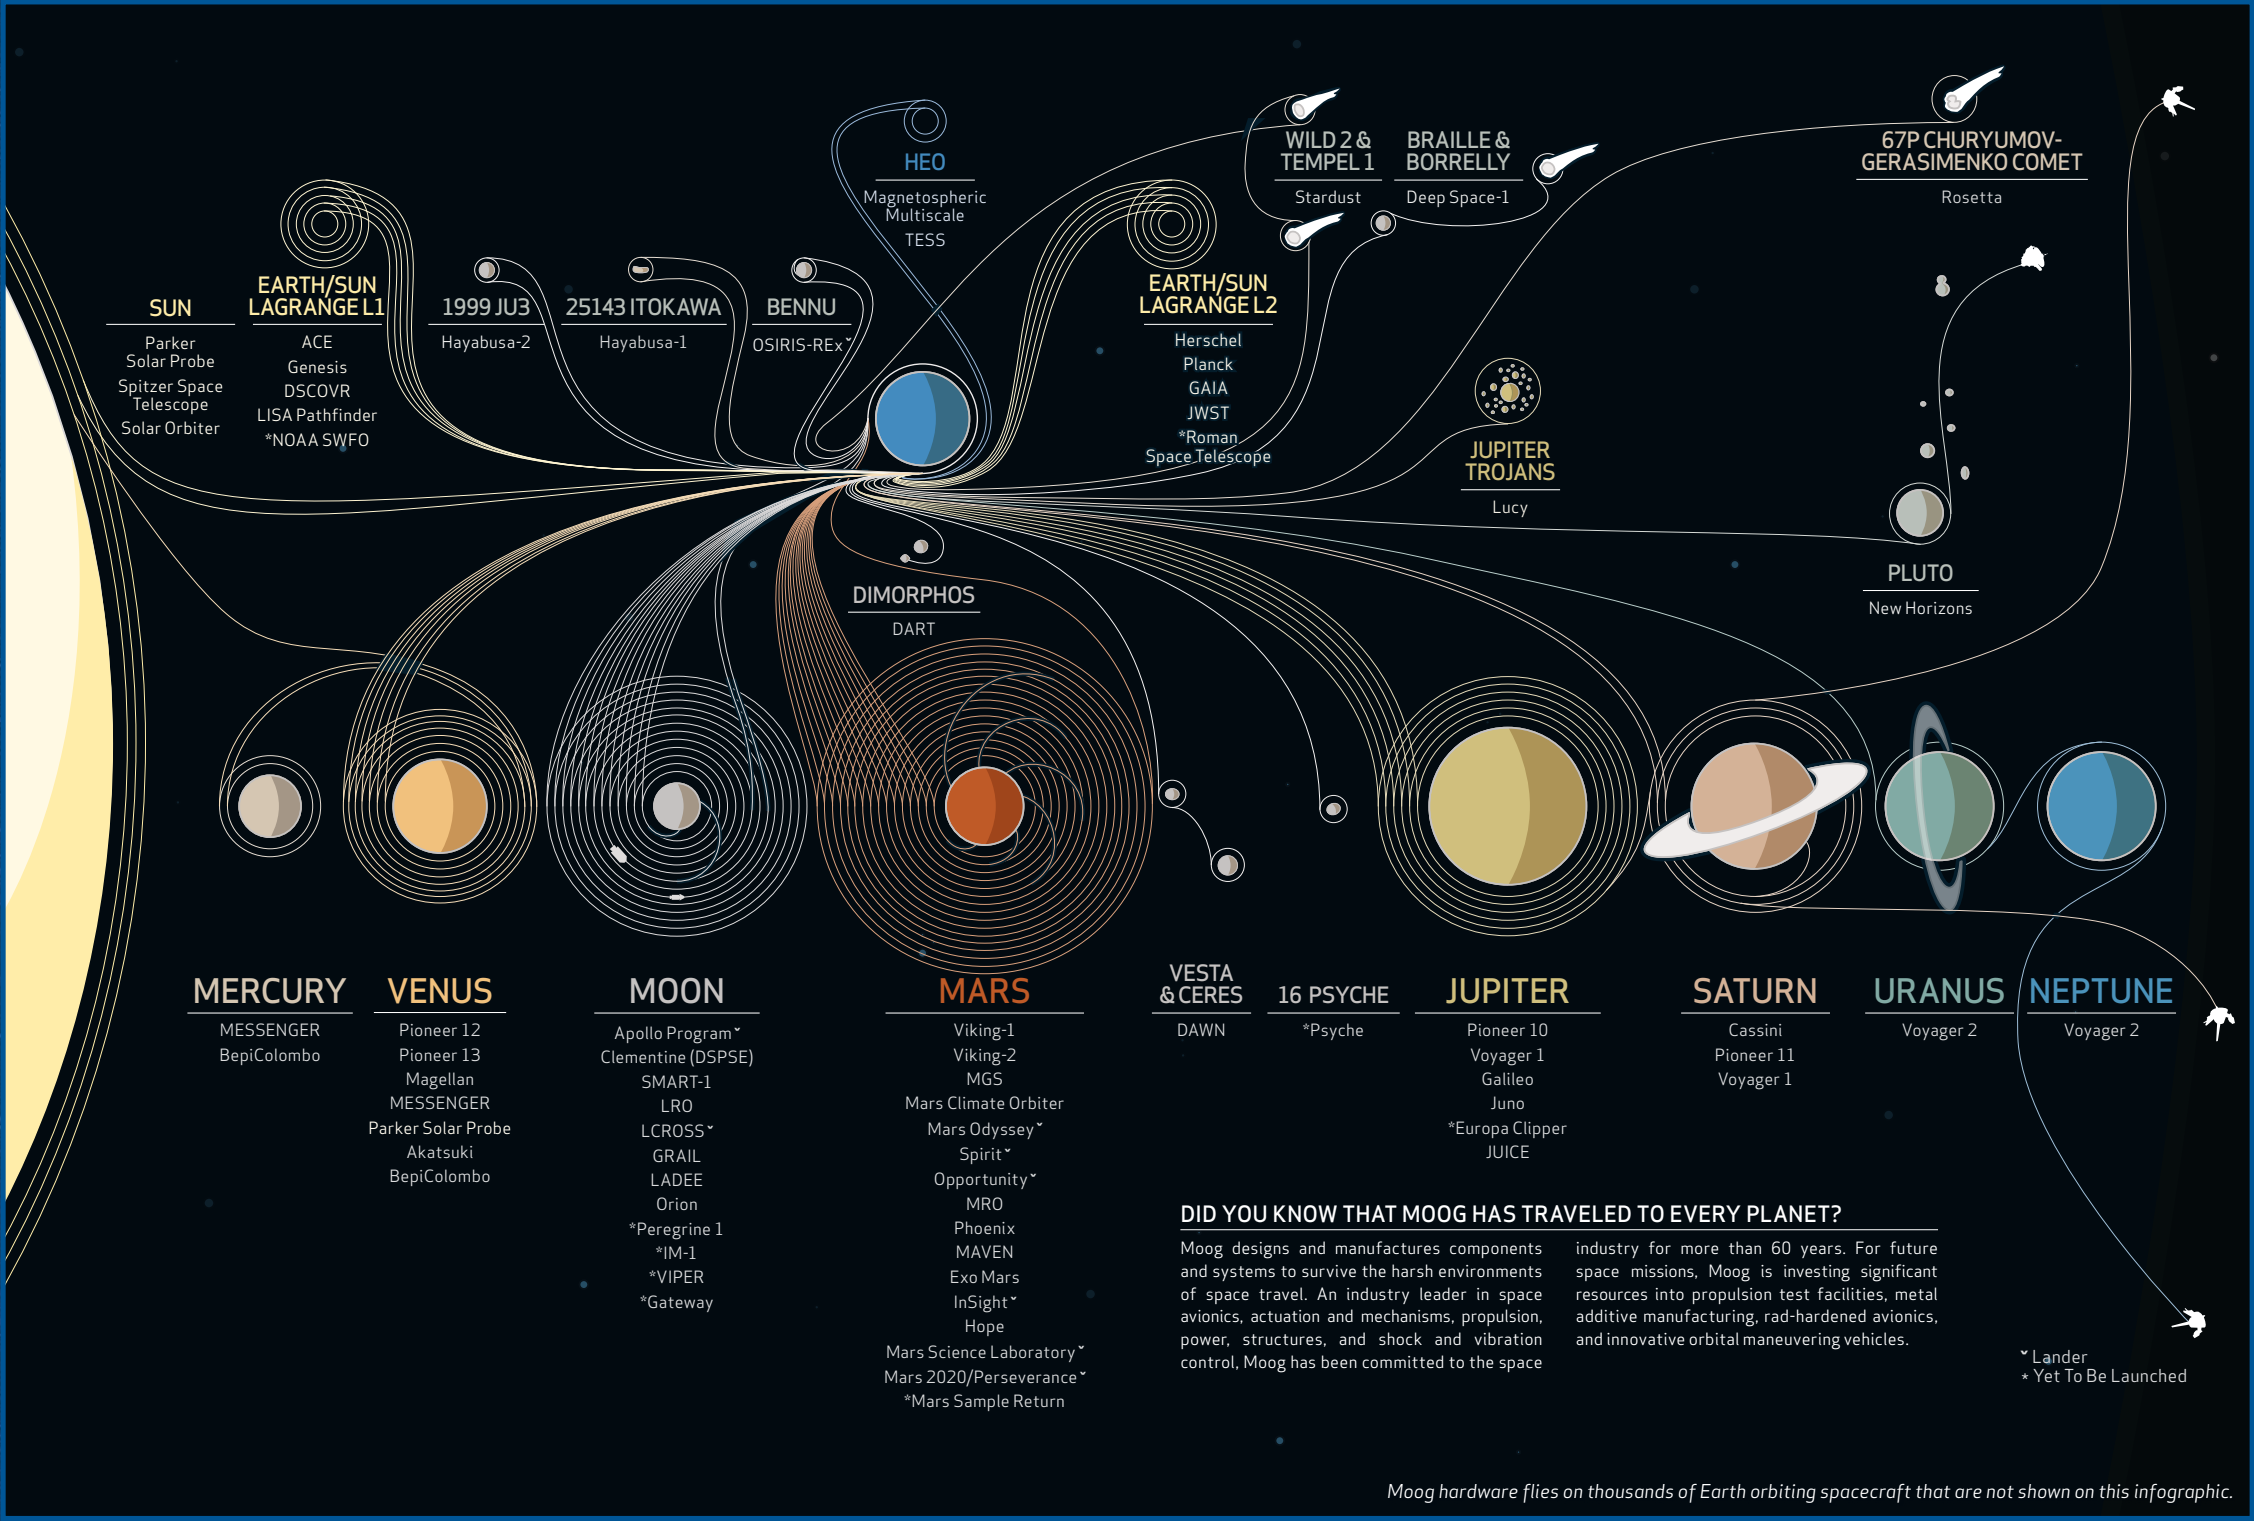 HEO
Magnetospheric
Multiscale
TESS
WILD 2 &
TEMPEL 1
Stardust
BRAILLE &
BORRELLY
Deep Space-1
67P CHURYUMOV-
GERASIMENKO COMET
Rosetta
SUN
Parker
Solar Probe
Spitzer Space
Telescope
Solar Orbiter
EARTH/SUN
LAGRANGE L1
ACE
Genesis
DSCOVR
LISA Pathfinder
*NOAA SWFO
1999 JU3
Hayabusa-2
25143 ITOKAWA
Hayabusa-1
BENNU
OSIRIS-RExˇ
EARTH/SUN
LAGRANGE L2
Herschel
Planck
GAIA
JWST
*Roman
Space Telescope
JUPITER
TROJANS
Lucy
PLUTO
New Horizons
DIMORPHOS
DART
MERCURY
MESSENGER
BepiColombo
VENUS
Pioneer 12
Pioneer 13
Magellan
MESSENGER
Parker Solar Probe
Akatsuki
BepiColombo
MOON
Apollo Programˇ
Clementine (DSPSE)
SMART-1
LRO
LCROSSˇ
GRAIL
LADEE
Orion
*Peregrine 1
*IM-1
*VIPER
*Gateway
MARS
Viking-1
Viking-2
MGS
Mars Climate Orbiter
Mars Odysseyˇ
Spiritˇ
Opportunityˇ
MRO
Phoenix
MAVEN
Exo Mars
InSightˇ
Hope
Mars Science Laboratoryˇ
Mars 2020/Perseveranceˇ
*Mars Sample Return
VESTA
& CERES
DAWN
16 PSYCHE
*Psyche
JUPITER
Pioneer 10
Voyager 1
Galileo
Juno
*Europa Clipper
JUICE
SATURN
Cassini
Pioneer 11
Voyager 1
URANUS
Voyager 2
NEPTUNE
Voyager 2
DID YOU KNOW THAT MOOG HAS TRAVELED TO EVERY PLANET?
Moog designs and manufactures components
and systems to survive the harsh environments
of space travel. An industry leader in space
avionics, actuation and mechanisms, propulsion,
power, structures, and shock and vibration
control, Moog has been committed to the space
industry for more than 60 years. For future
space missions, Moog is investing significant
resources into propulsion test facilities, metal
additive manufacturing, rad-hardened avionics,
and innovative orbital maneuvering vehicles.
ˇ Lander
* Yet To Be Launched
Moog hardware flies on thousands of Earth orbiting spacecraft that are not shown on this infographic.